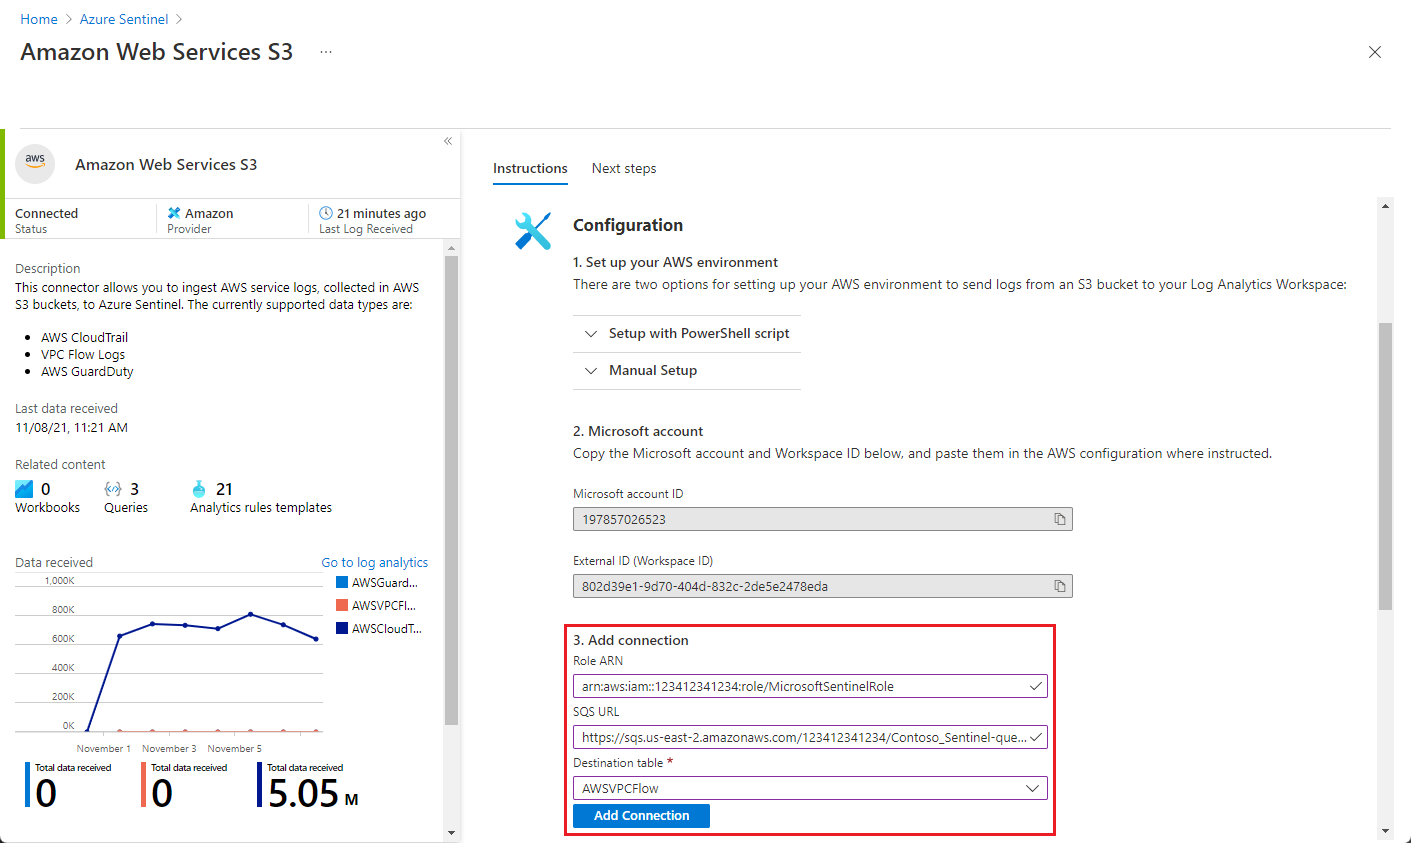 Home > Azure Sentinel >
Amazon Web Services S3 ...
aws
Amazon Web Services S3
Connected
Status
Amazon
Provider
21 minutes ago
Last Log Received
Description
This connector allows you to ingest AWS service logs, collected in AWS
S3 buckets, to Azure Sentinel. The currently supported data types are:
• AWS CloudTrail
• VPC Flow Logs
• AWS GuardDuty
Last data received
11/08/21, 11:21 AM
Related content
0
Workbooks
3
Queries
21
Analytics rules templates
Data received
Go to log analytics
1,000K
800K
600K
400K
200K
0K
November 1
November 3
November 5
AWSGuard...
AWSVPCFl...
AWSCloudT...
Total data received
0
Total data received
0
Total data received
5.05 M
Instructions
Next steps
Configuration
1. Set up your AWS environment
There are two options for setting up your AWS environment to send logs from an S3 bucket to your Log Analytics Workspace:
Setup with PowerShell script
Manual Setup
2. Microsoft account
Copy the Microsoft account and Workspace ID below, and paste them in the AWS configuration where instructed.
Microsoft account ID
197857026523
External ID (Workspace ID)
802d39e1-9d70-404d-832c-2de5e2478eda
3. Add connection
Role ARN
arn:aws:iam::123412341234:role/MicrosoftSentinelRole
SQS URL
https://sqs.us-east-2.amazonaws.com/123412341234/Contoso_Sentinel-que...
Destination table *
AWSVPCFlow
Add Connection